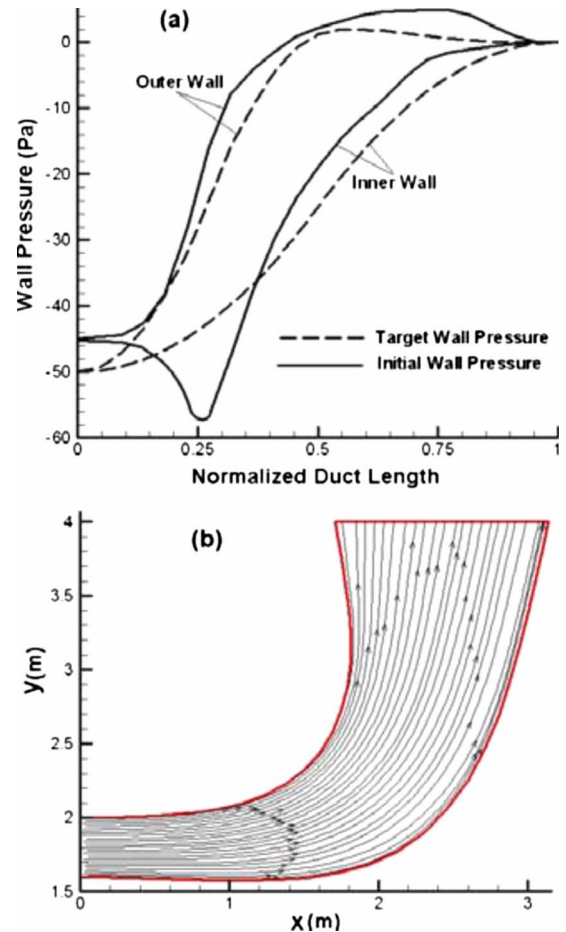 (a)
0
-10
-20
-30
-40
-50
-60
Wall Pressure (Pa)
Outer Wall
Inner Wall
Target Wall Pressure
Initial Wall Pressure
0
0.25
0.5
0.75
1
Normalized Duct Length
(b)
4
3.5
3
2.5
2
1.5
y(m)
0
1
2
3
X(m)